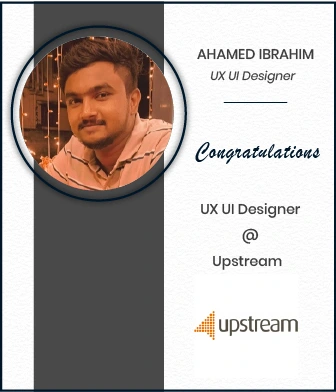 AHAMED IBRAHIM
UX UI Designer
Congratulations
UX UI Designer
@
Upstream
upstream